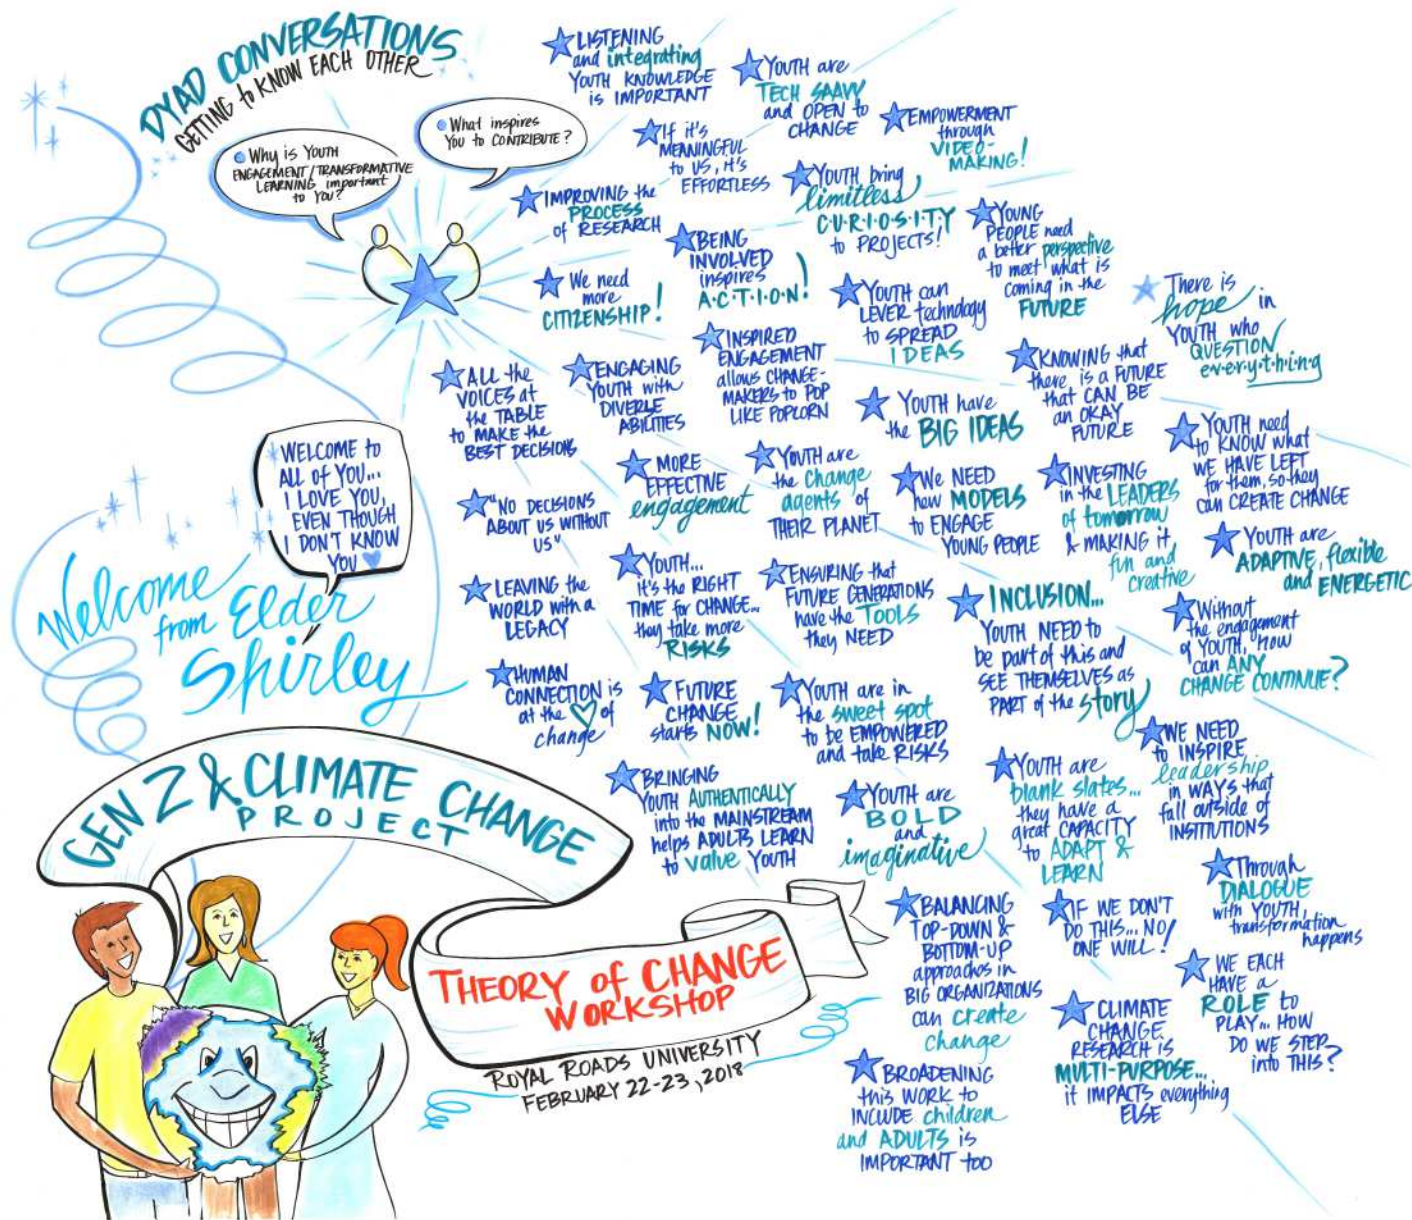 DYAD CONVERSATIONS
GETTING to KNOW EACH OTHER
Why is YOUTH
ENGAGEMENT/TRANSFORMATIVE
LEARNING important
to You?
What inspires
You to CONTRIBUTE?
LISTENING
and integrating
YOUTH KNOWLEDGE
is IMPORTANT
YOUTH are
TECH SAAVY
and OPEN to
CHANGE
EMPOWERMENT
through
VIDEO-
MAKING!
If it's
MEANINGFUL
to US, it's
EFFORTLESS
IMPROVING the
PROCESS
of RESEARCH
YOUTH bring
limitless
C·U·R·I·O·S·I·T·Y
to PROJECTS!
YOUNG
PEOPLE need
a better perspective
to meet what is
coming in the
FUTURE
BEING
INVOLVED
inspires
A·C·T·I·O·N!
We need
more
CITIZENSHIP!
YOUTH can
LEVER technology
to SPREAD
IDEAS
There is
hope in
YOUTH who
QUESTION
e·v·e·r·y·t·h·i·n·g
INSPIRED
ENGAGEMENT
allows CHANGE-
MAKERS to POP
LIKE POPCORN
KNOWING that
there is a FUTURE
that CAN BE
an OKAY
FUTURE
ALL the
VOICES at
the TABLE
to MAKE the
BEST DECISIONS
ENGAGING
YOUTH with
DIVERSE
ABILITIES
YOUTH have
the BIG IDEAS
YOUTH need
to KNOW what
WE HAVE LEFT
for them, so they
can CREATE CHANGE
MORE
EFFECTIVE
engagement
YOUTH are
the change
agents of
THEIR PLANET
We NEED
new MODELS
to ENGAGE
YOUNG PEOPLE
INVESTING
in the LEADERS
of tomorrow
& MAKING it
fun and
creative
"NO DECISIONS
ABOUT US WITHOUT
US"
YOUTH are
ADAPTIVE, flexible
and ENERGETIC
YOUTH...
it's the RIGHT
TIME for CHANGE...
they take more
RISKS
ENSURING that
FUTURE GENERATIONS
have the TOOLS
they NEED
LEAVING the
WORLD with a
LEGACY
INCLUSION...
YOUTH NEED to
be part of this and
SEE THEMSELVES as
PART of the story
Without
the engagement
of YOUTH, how
can ANY
CHANGE CONTINUE?
HUMAN
CONNECTION is
at the ♡ of
change
FUTURE
CHANGE
starts NOW!
YOUTH are in
the sweet spot
to be EMPOWERED
and take RISKS
WE NEED
to INSPIRE
leadership
in WAYS that
fall outside of
INSTITUTIONS
BRINGING
YOUTH AUTHENTICALLY
into the MAINSTREAM
helps ADULTS LEARN
to value YOUTH
YOUTH are
BOLD
and
imaginative
YOUTH are
blank slates...
they have a
great CAPACITY
to ADAPT &
LEARN
Through
DIALOGUE
with YOUTH,
transformation
happens
BALANCING
TOP-DOWN &
BOTTOM-UP
approaches in
BIG ORGANIZATIONS
can create
change
IF WE DON'T
DO THIS... NO
ONE WILL!
WE EACH
HAVE a
ROLE to
PLAY... HOW
DO WE STEP
into THIS?
CLIMATE
CHANGE
RESEARCH is
MULTI-PURPOSE...
it IMPACTS everything
ELSE
BROADENING
this WORK to
INCLUDE children
and ADULTS is
IMPORTANT too
WELCOME to
ALL of YOU...
I LOVE YOU,
EVEN THOUGH
I DON'T KNOW
YOU
Welcome
from Elder
Shirley
GEN Z & CLIMATE CHANGE
PROJECT
THEORY of CHANGE
WORKSHOP
ROYAL ROADS UNIVERSITY
FEBRUARY 22-23, 2018